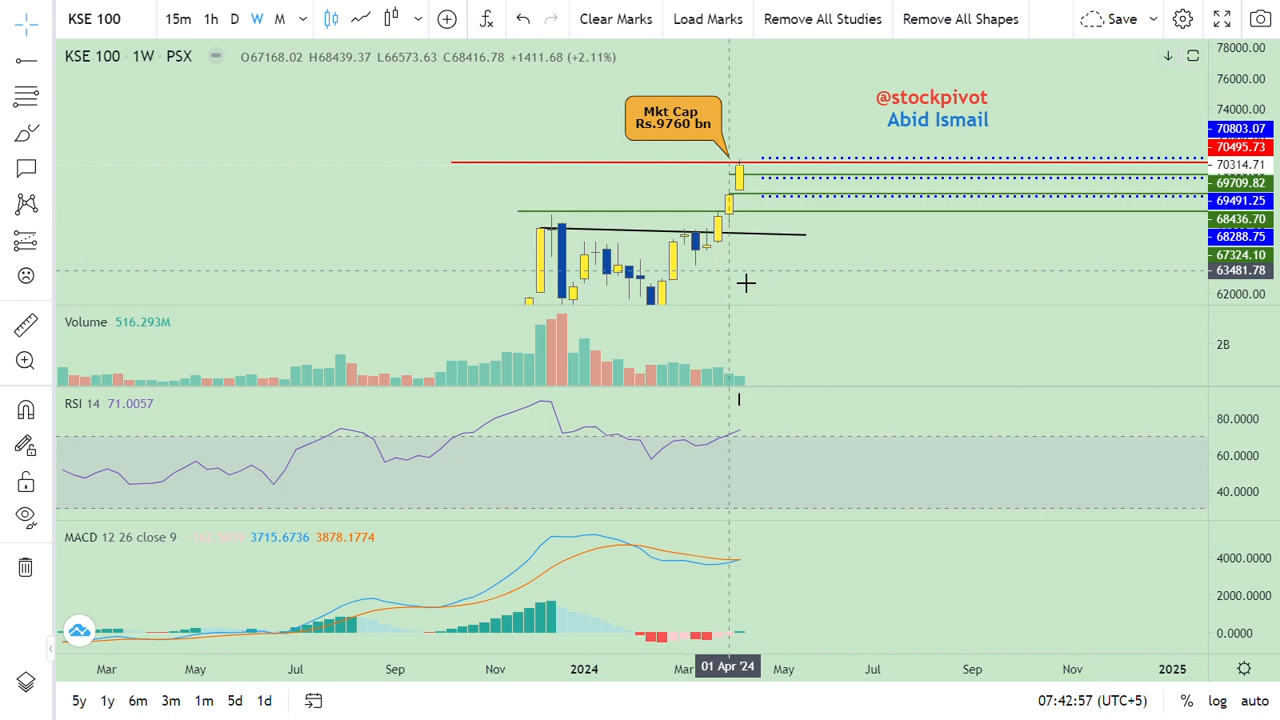 KSE 100 15m 1h D W M Clear Marks Load Marks Remove All Studies Remove All Shapes Save
KSE 100 · 1W · PSX O67168.02 H68439.37 L66573.63 C68416.78 +1411.68 (+2.11%)
78000.00
76000.00
@stockpivot
Abid Ismail
74000.00
Mkt Cap
Rs.9760 bn
70803.07
70495.73
70314.71
69709.82
69491.25
68436.70
68288.75
67324.10
63481.78
62000.00
Volume 516.293M
2B
RSI 14 71.0057
80.0000
60.0000
40.0000
MACD 12 26 close 9 3715.6736 3878.1774
4000.0000
2000.0000
0.0000
Mar May Jul Sep Nov 2024 Mar 01 Apr '24 May Jul Sep Nov 2025
5y 1y 6m 3m 1m 5d 1d 07:42:57 (UTC+5) % log auto